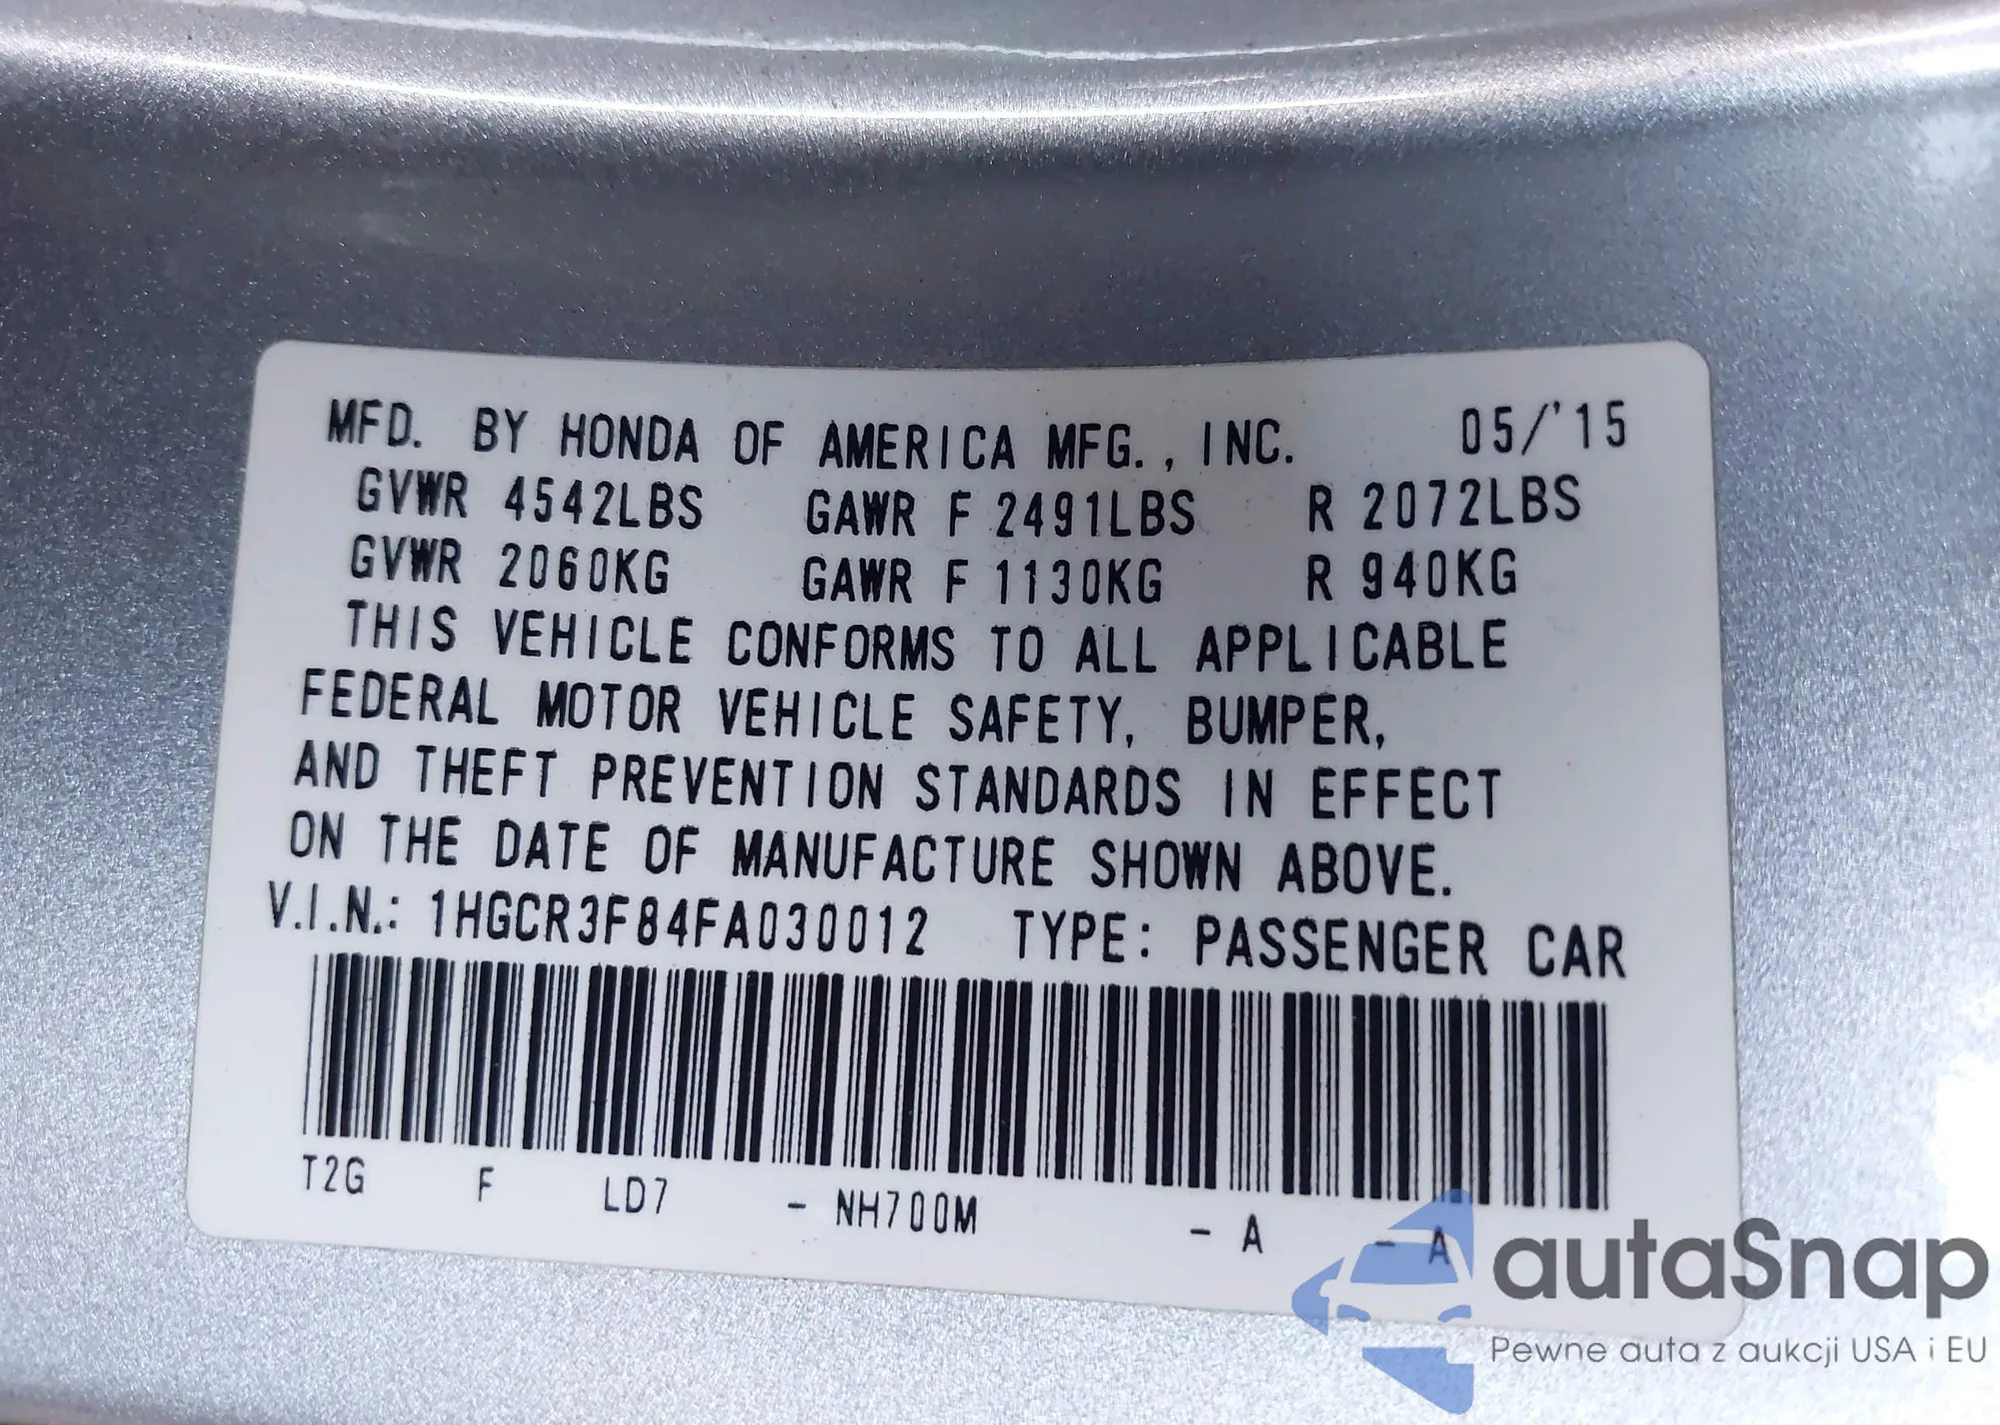 MFD. BY HONDA OF AMERICA MFG., INC. 05/'15
GVWR 4542LBS GAWR F 2491LBS R 2072LBS
GVWR 2060KG GAWR F 1130KG R 940KG
THIS VEHICLE CONFORMS TO ALL APPLICABLE
FEDERAL MOTOR VEHICLE SAFETY, BUMPER,
AND THEFT PREVENTION STANDARDS IN EFFECT
ON THE DATE OF MANUFACTURE SHOWN ABOVE.
V.I.N.: 1HGCR3F84FA030012 TYPE: PASSENGER CAR
T2G F LD7 - NH700M - A - A
autaSnap
Pewne auta z aukcji USA i EU